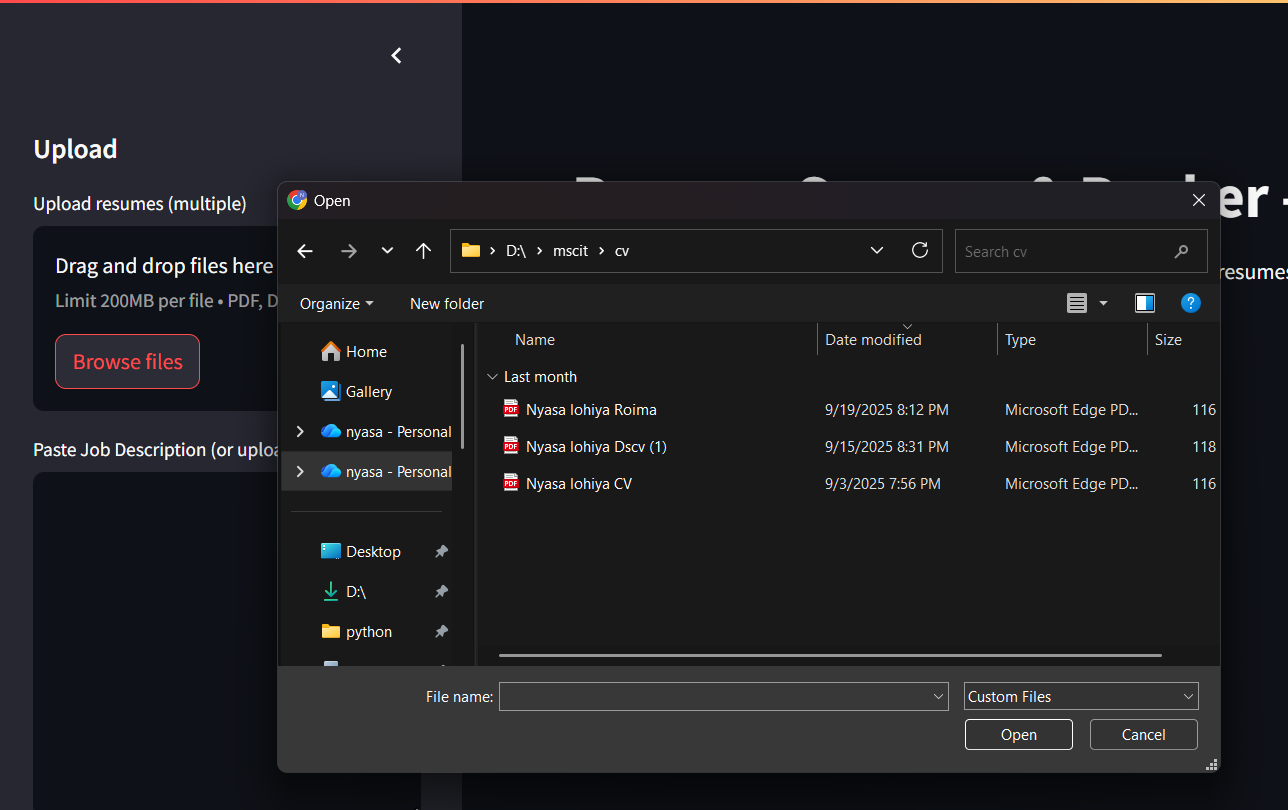 Upload
Upload resumes (multiple)
Drag and drop files here
Limit 200MB per file • PDF, D
Browse files
Paste Job Description (or uploa
er -
resumes
Open
D:\ > mscit > cv
Search cv
Organize
New folder
Home
Gallery
nyasa - Personal
nyasa - Personal
Desktop
D:\
python
Name Date modified Type Size
Last month
Nyasa lohiya Roima 9/19/2025 8:12 PM Microsoft Edge PD... 116
Nyasa lohiya Dscv (1) 9/15/2025 8:31 PM Microsoft Edge PD... 118
Nyasa lohiya CV 9/3/2025 7:56 PM Microsoft Edge PD... 116
File name:
Custom Files
Open
Cancel